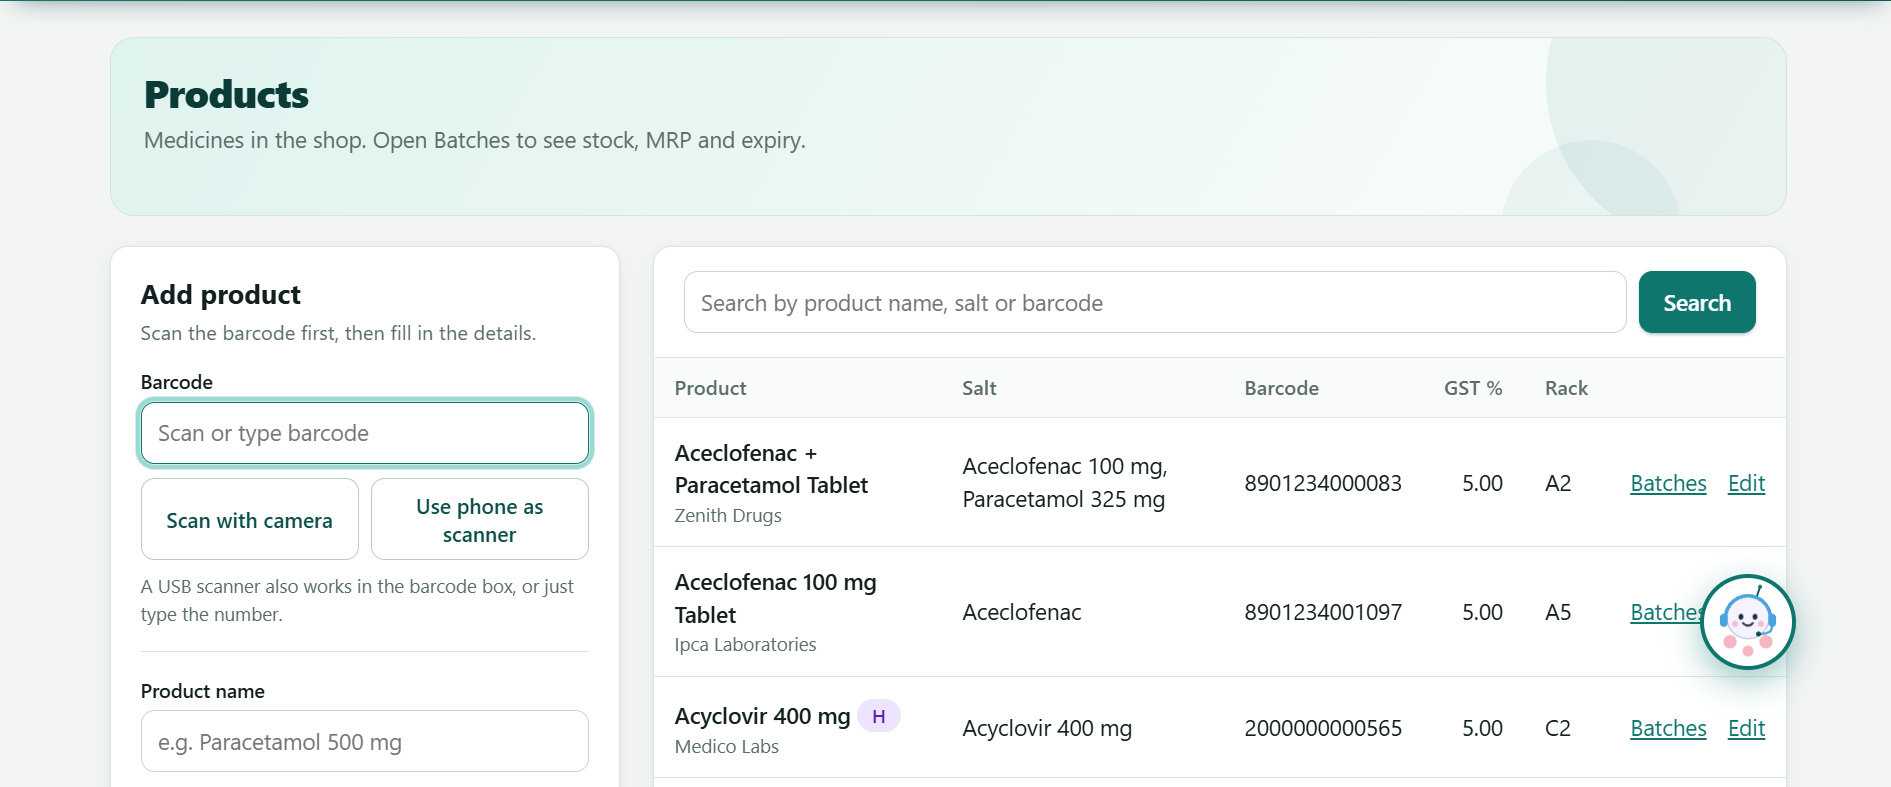 Products
Medicines in the shop. Open Batches to see stock, MRP and expiry.
Add product
Scan the barcode first, then fill in the details.
Barcode
Scan or type barcode
Scan with camera
Use phone as
scanner
A USB scanner also works in the barcode box, or just
type the number.
Product name
e.g. Paracetamol 500 mg
Search by product name, salt or barcode
Search
Product Salt Barcode GST % Rack
Aceclofenac +
Paracetamol Tablet
Zenith Drugs
Aceclofenac 100 mg,
Paracetamol 325 mg
8901234000083 5.00 A2 Batches Edit
Aceclofenac 100 mg
Tablet
Ipca Laboratories
Aceclofenac 8901234001097 5.00 A5 Batches
Acyclovir 400 mg H
Medico Labs
Acyclovir 400 mg 2000000000565 5.00 C2 Batches Edit